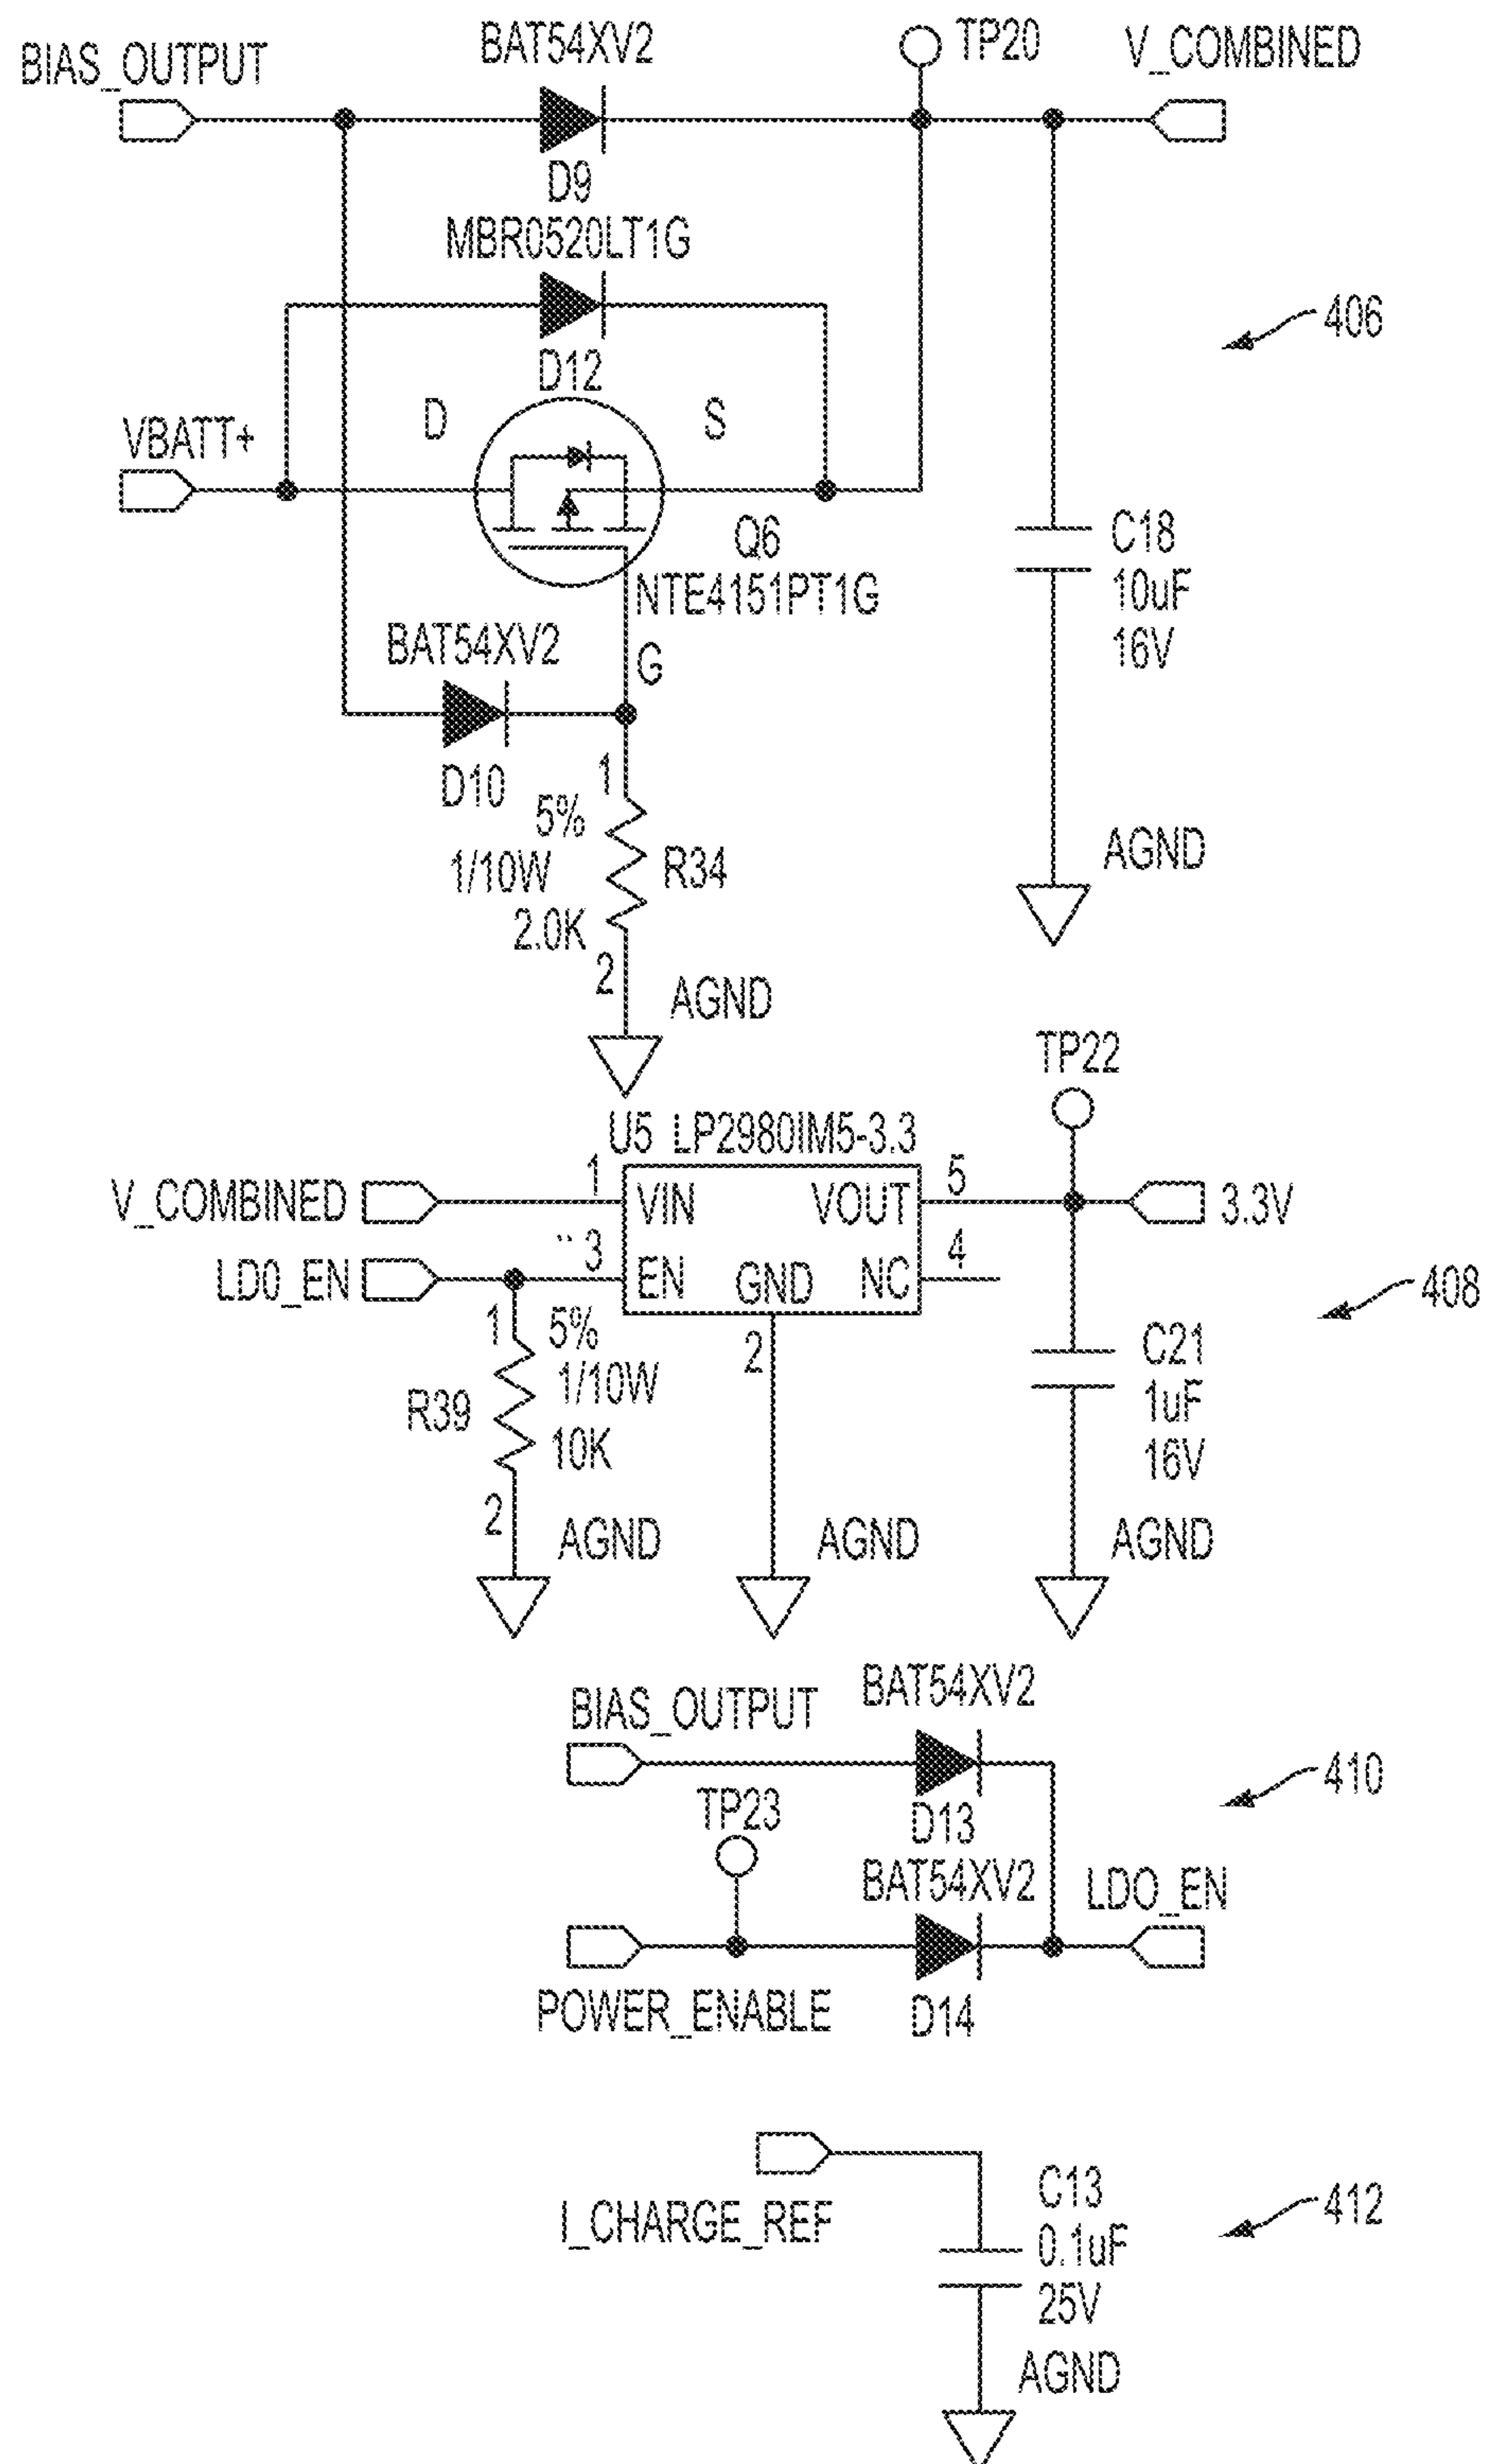 BIAS_OUTPUT
BAT54XV2
TP20
V_COMBINED
D9
MBR0520LT1G
406
D12
VBATT+
D
S
Q6
NTE4151PT1G
C18
10uF
16V
BAT54XV2
G
D10
1
5%
1/10W
2.0K
R34
2
AGND
AGND
TP22
U5 LP2980IM5-3.3
V_COMBINED
1
VIN
VOUT
5
3.3V
LDO_EN
3
EN
GND
NC
4
408
1
5%
1/10W
10K
R39
2
2
C21
1uF
16V
AGND
AGND
AGND
BIAS_OUTPUT
BAT54XV2
410
TP23
D13
BAT54XV2
LDO_EN
POWER_ENABLE
D14
I_CHARGE_REF
C13
0.1uF
25V
412
AGND